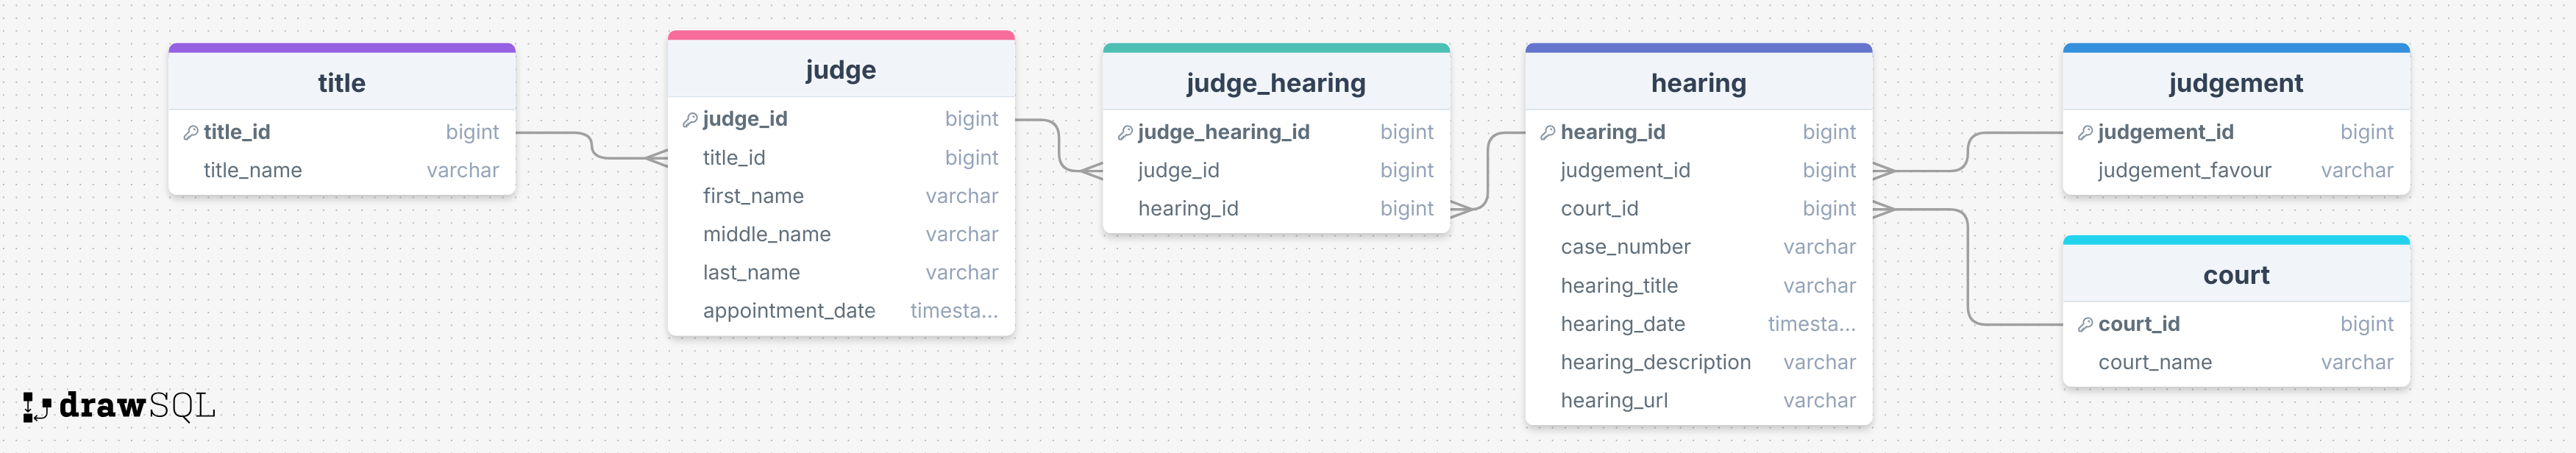 title
title_id bigint
title_name varchar
judge
judge_id bigint
title_id bigint
first_name varchar
middle_name varchar
last_name varchar
appointment_date timesta...
judge_hearing
judge_hearing_id bigint
judge_id bigint
hearing_id bigint
hearing
hearing_id bigint
judgement_id bigint
court_id bigint
case_number varchar
hearing_title varchar
hearing_date timesta...
hearing_description varchar
hearing_url varchar
judgement
judgement_id bigint
judgement_favour varchar
court
court_id bigint
court_name varchar
drawSQL